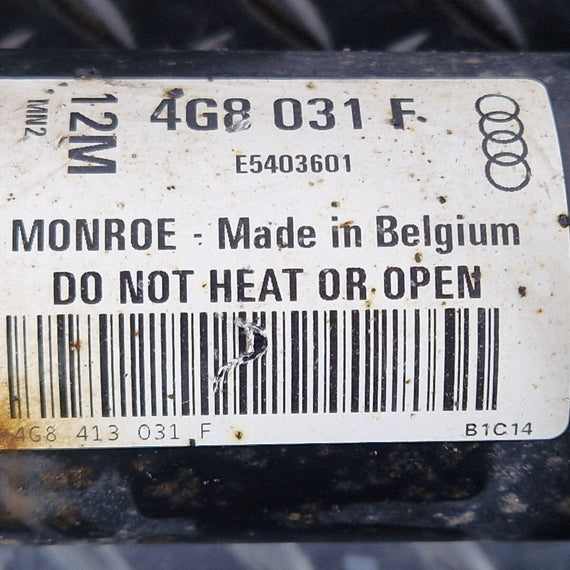 12M
MN2
4G8 031 F
E5403601
MONROE - Made in Belgium
DO NOT HEAT OR OPEN
4G8 413 031 F
B1C14